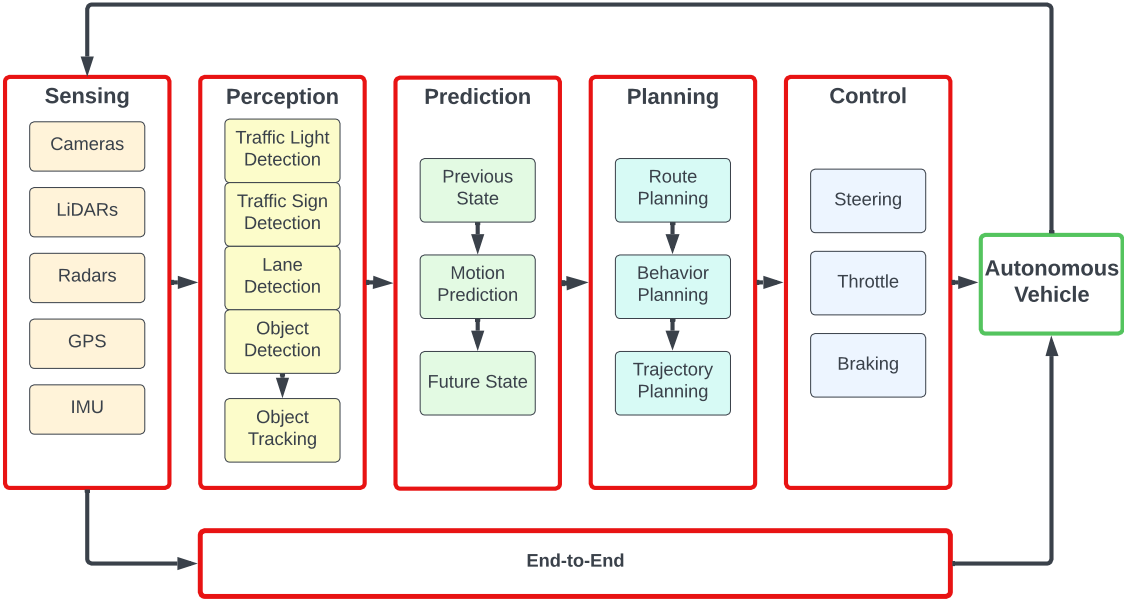 Sensing
Cameras
LiDARs
Radars
GPS
IMU
Perception
Traffic Light
Detection
Traffic Sign
Detection
Lane
Detection
Object
Detection
Object
Tracking
Prediction
Previous
State
Motion
Prediction
Future State
Planning
Route
Planning
Behavior
Planning
Trajectory
Planning
Control
Steering
Throttle
Braking
Autonomous
Vehicle
End-to-End